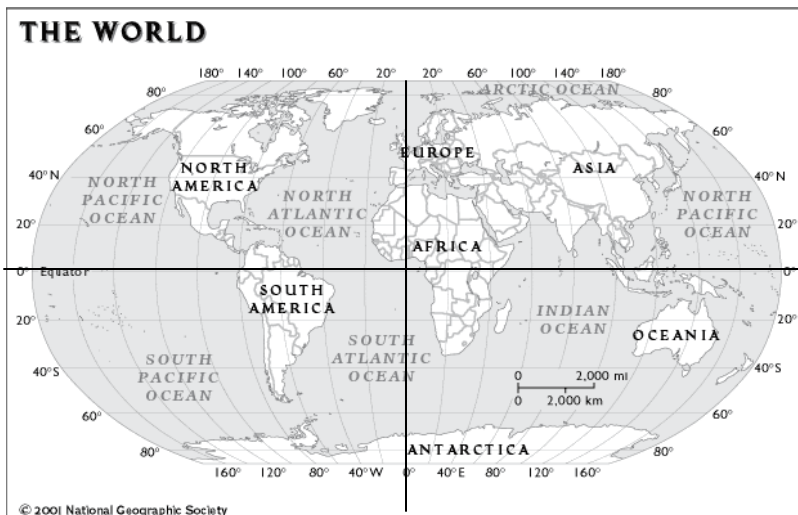 THE WORLD
180° 140° 100° 60° 20° 20° 60° 100° 140° 180°
80° ARCTIC OCEAN 80°
60° 60°
EUROPE
NORTH AMERICA
ASIA
40° N 40°
NORTH PACIFIC OCEAN
NORTH ATLANTIC OCEAN
NORTH PACIFIC OCEAN
20° 20°
AFRICA
0° Equator 0°
SOUTH AMERICA
INDIAN OCEAN
20° 20°
OCEANIA
SOUTH ATLANTIC OCEAN
SOUTH PACIFIC OCEAN
40°S 40°S
0 2,000 mi
0 2,000 km
60° 60°
80° ANTARCTICA 80°
160° 120° 80° 40°W 0° 40°E 80° 120° 160°
© 2001 National Geographic Society